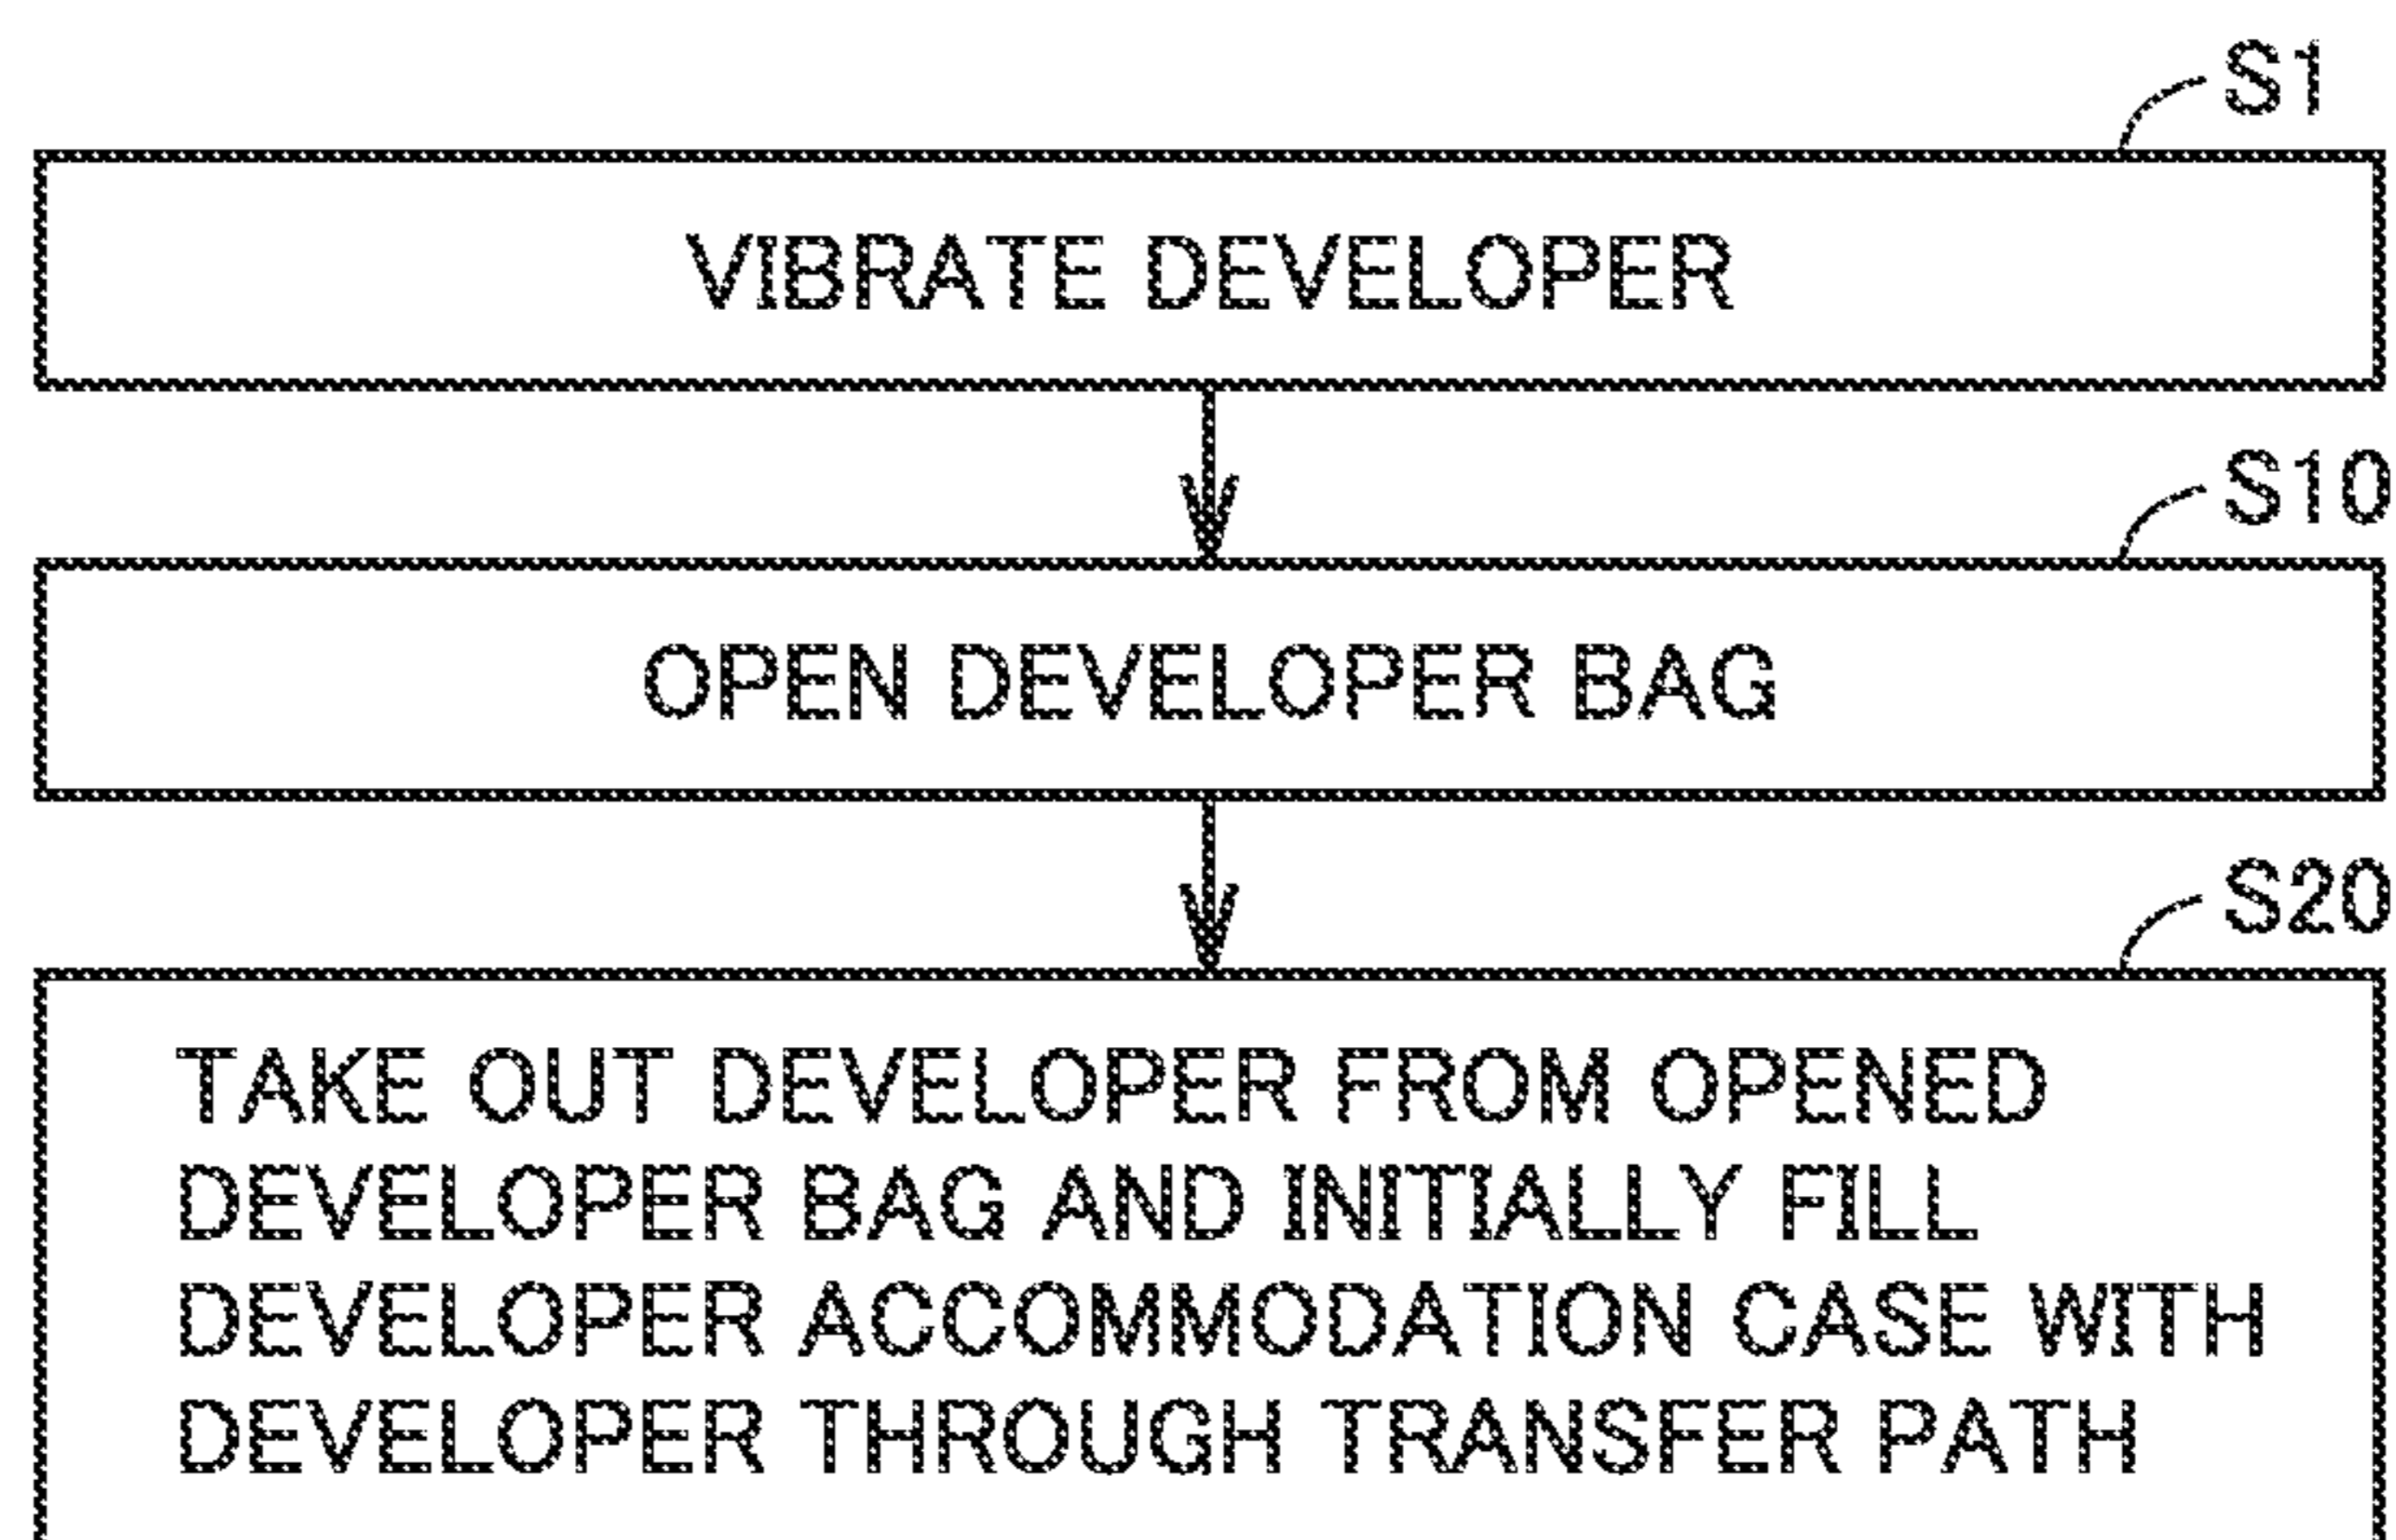 S1
VIBRATE DEVELOPER
S10
OPEN DEVELOPER BAG
S20
TAKE OUT DEVELOPER FROM OPENED
DEVELOPER BAG AND INITIALLY FILL
DEVELOPER ACCOMMODATION CASE WITH
DEVELOPER THROUGH TRANSFER PATH